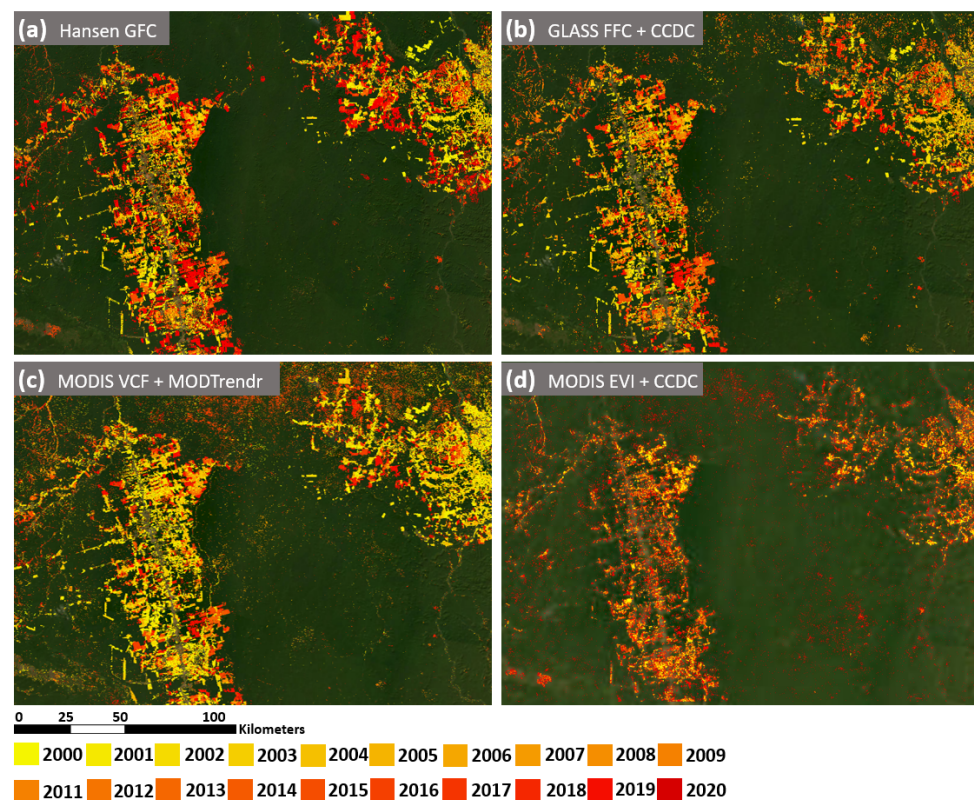 (a) Hansen GFC
(b) GLASS FFC + CCDC
(c) MODIS VCF + MODTrendr
(d) MODIS EVI + CCDC
0 25 50 100
Kilometers
2000 2001 2002 2003 2004 2005 2006 2007 2008 2009
2011 2012 2013 2014 2015 2016 2017 2018 2019 2020